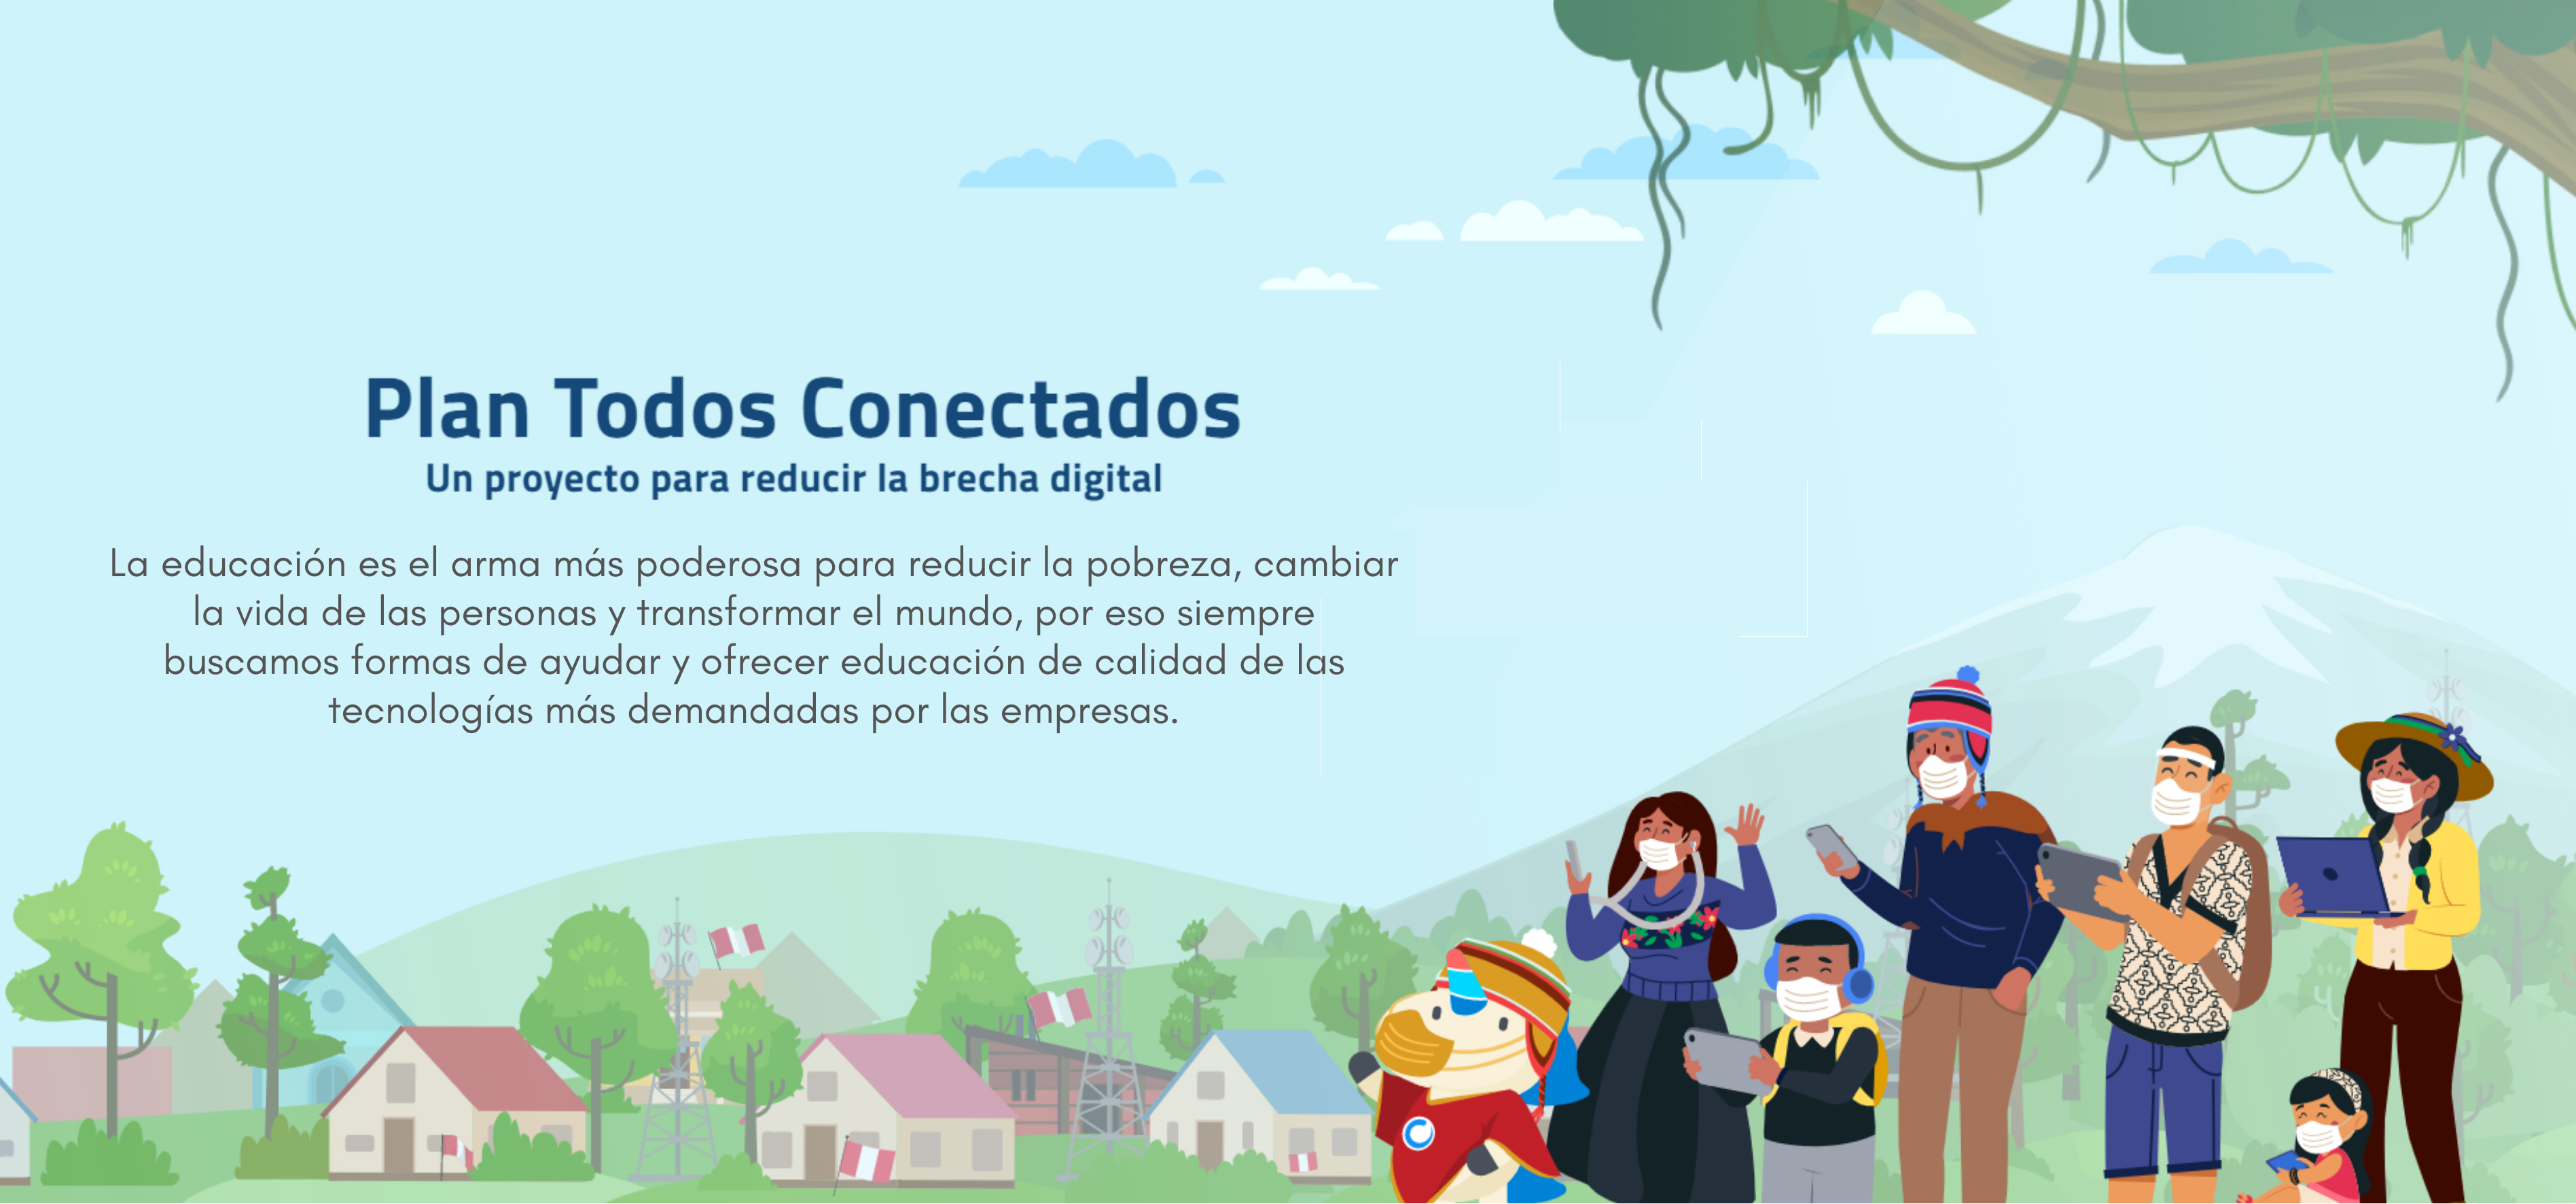 Plan Todos Conectados
Un proyecto para reducir la brecha digital
La educación es el arma más poderosa para reducir la pobreza, cambiar
la vida de las personas y transformar el mundo, por eso siempre
buscamos formas de ayudar y ofrecer educación de calidad de las
tecnologías más demandadas por las empresas.